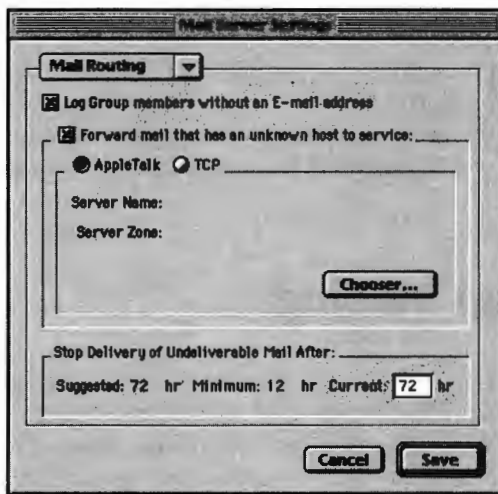 Mail Server Settings
Mail Routing
Log Group members without an E-mail address
Forward mail that has an unknown host to service:
AppleTalk TCP
Server Name:
Server Zone:
Chooser...
Stop Delivery of Undeliverable Mail After:
Suggested: 72 hr Minimum: 12 hr Current: 72 hr
Cancel Save